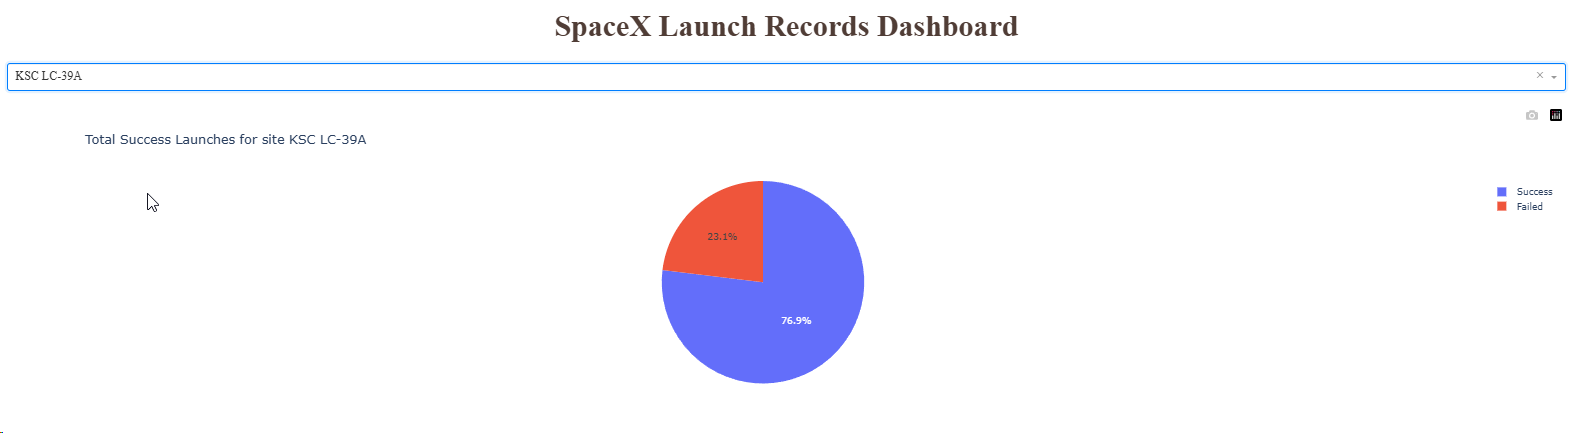 SpaceX Launch Records Dashboard
KSC LC-39A
Total Success Launches for site KSC LC-39A
Success
Failed
23.1%
76.9%